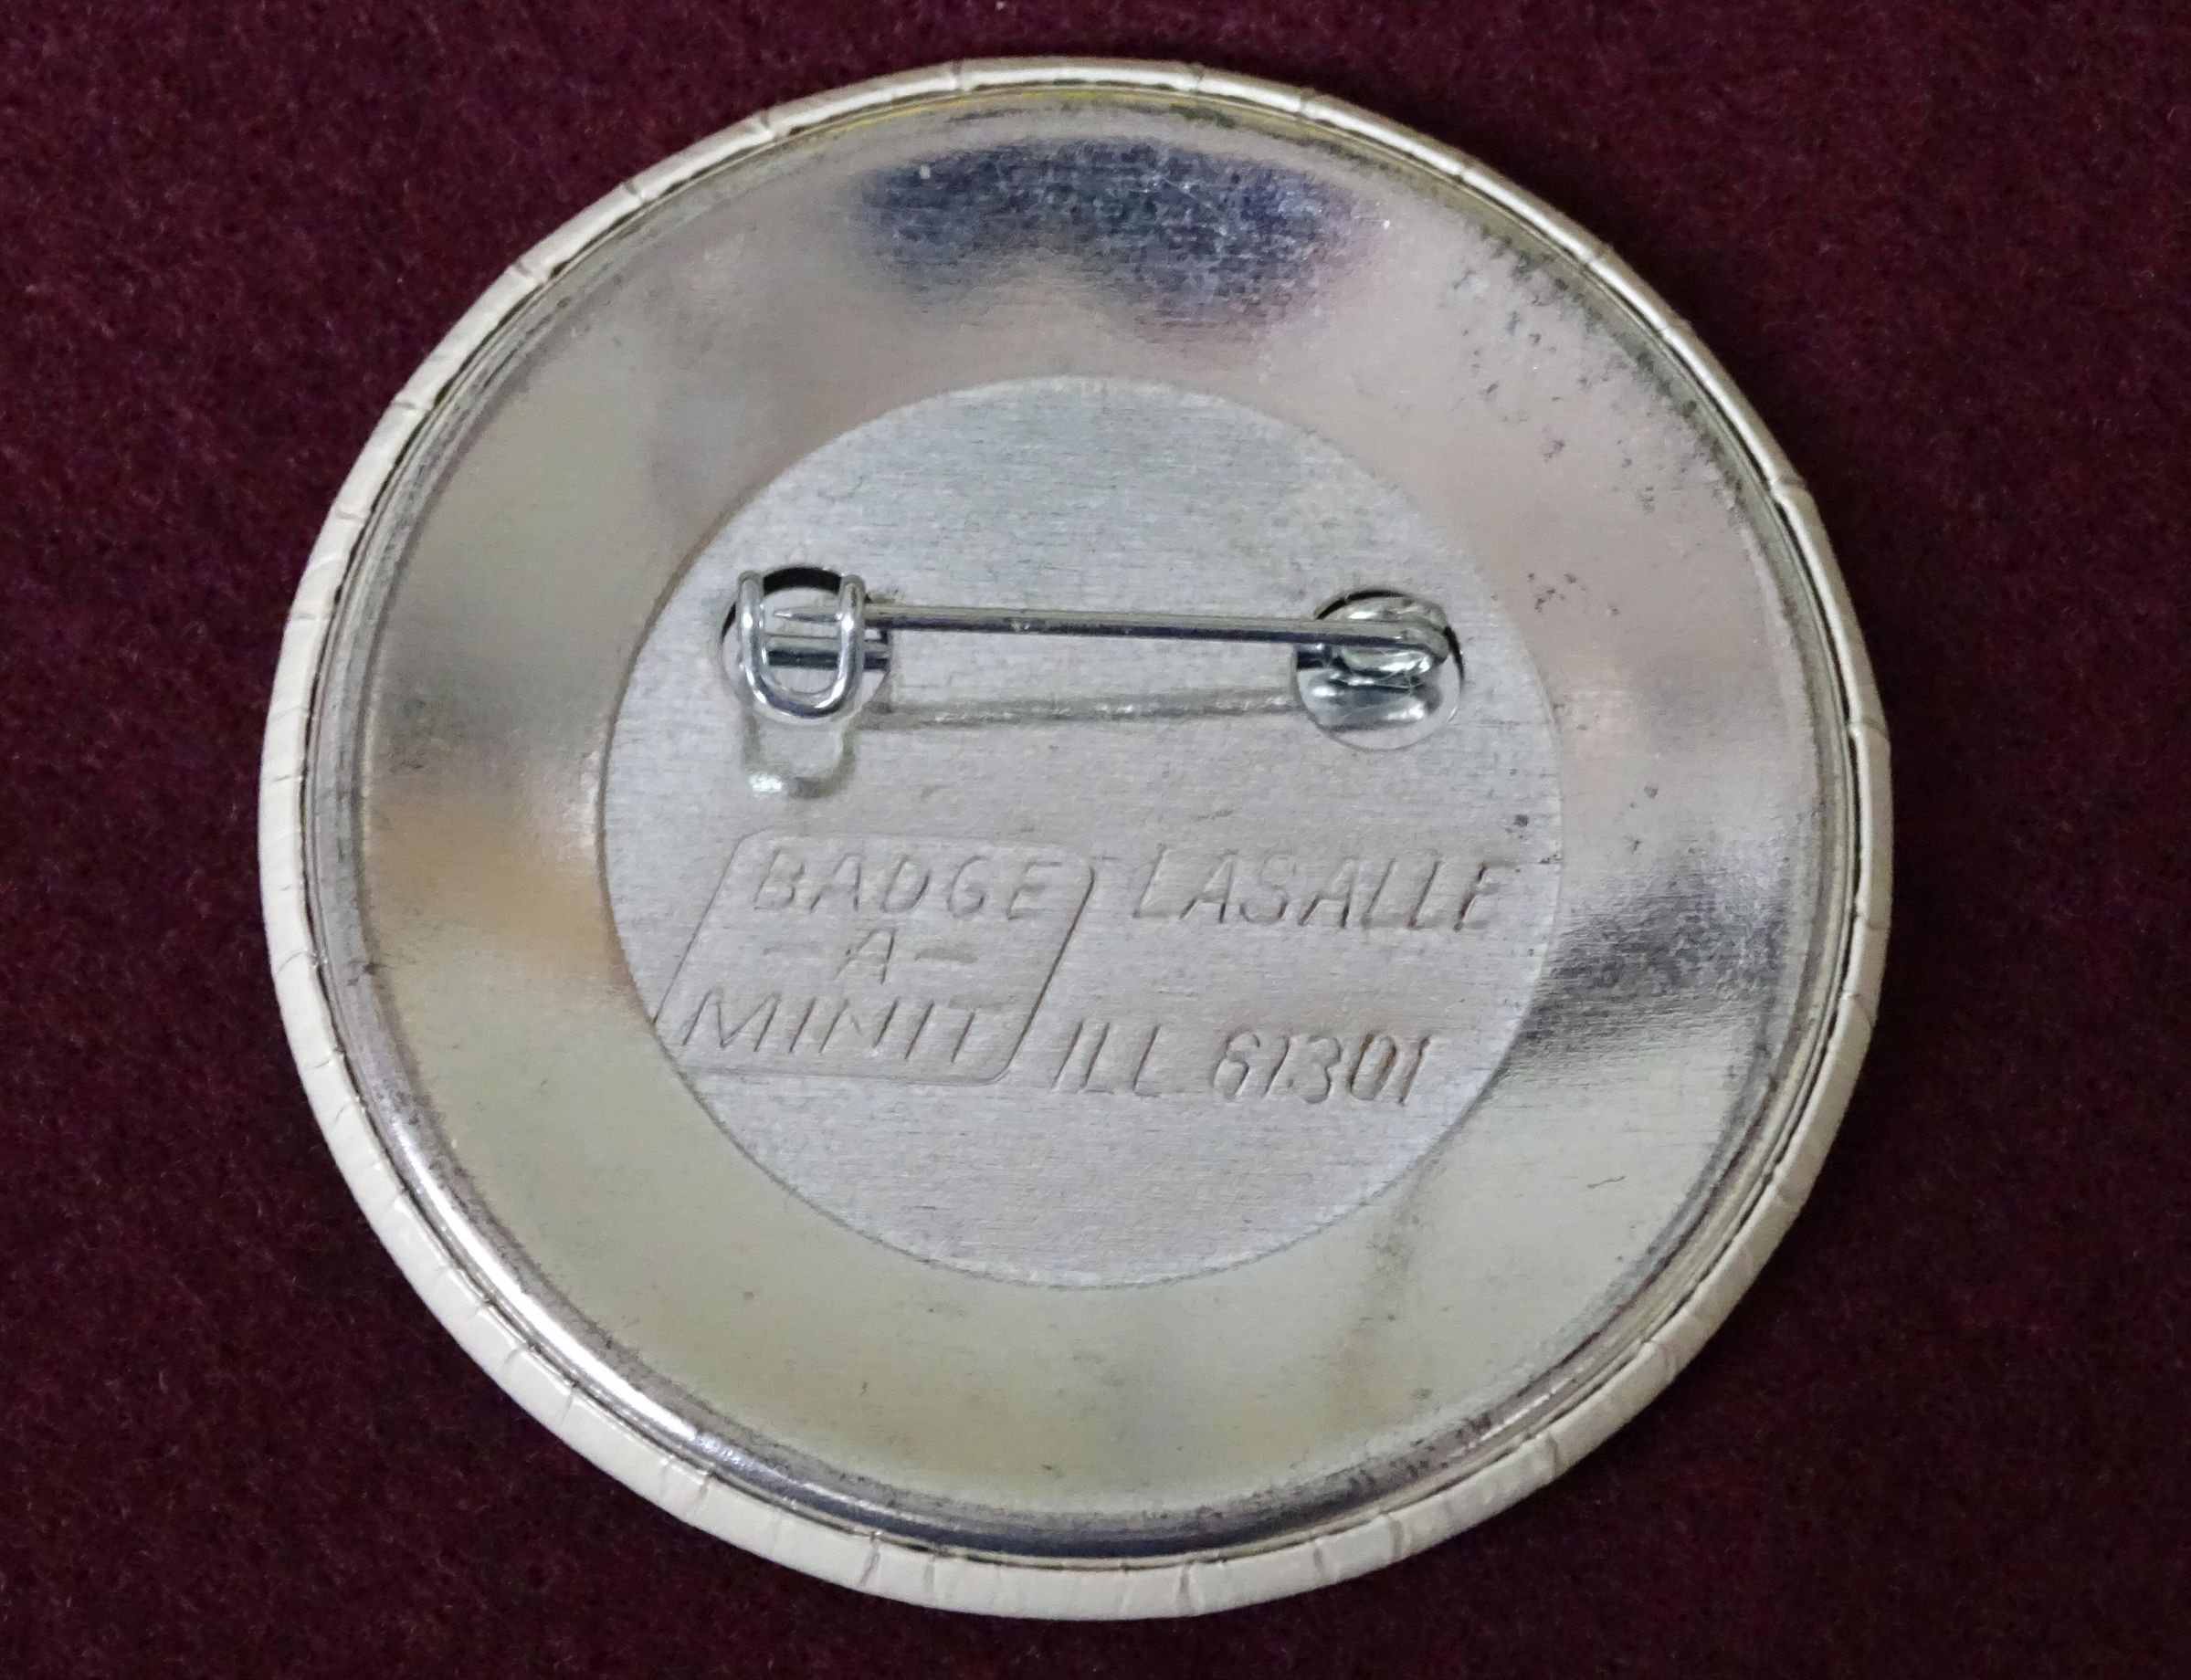 BADGE
-A-
MINIT
LASALLE
ILL 61301